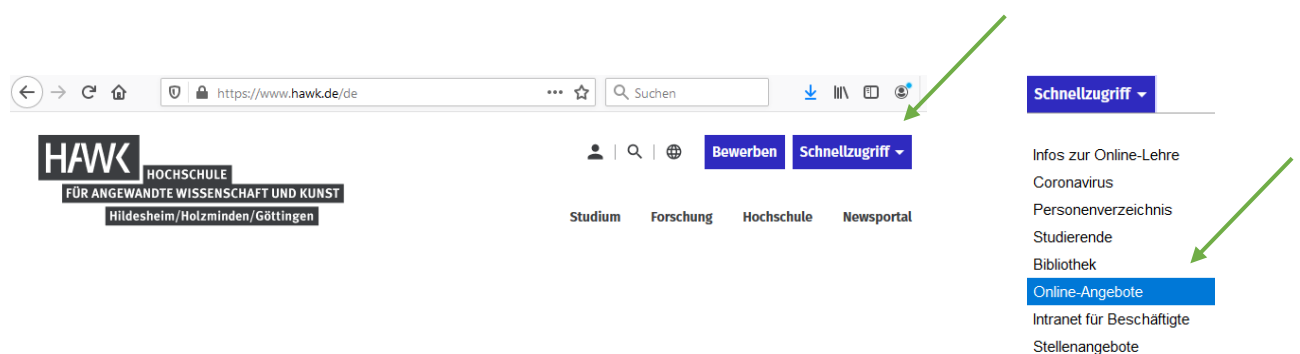 https://www.hawk.de/de
Suchen
HAWK
HOCHSCHULE
FÜR ANGEWANDTE WISSENSCHAFT UND KUNST
Hildesheim/Holzminden/Göttingen
Bewerben
Schnellzugriff
Studium Forschung Hochschule Newsportal
Schnellzugriff
Infos zur Online-Lehre
Coronavirus
Personenverzeichnis
Studierende
Bibliothek
Online-Angebote
Intranet für Beschäftigte
Stellenangebote